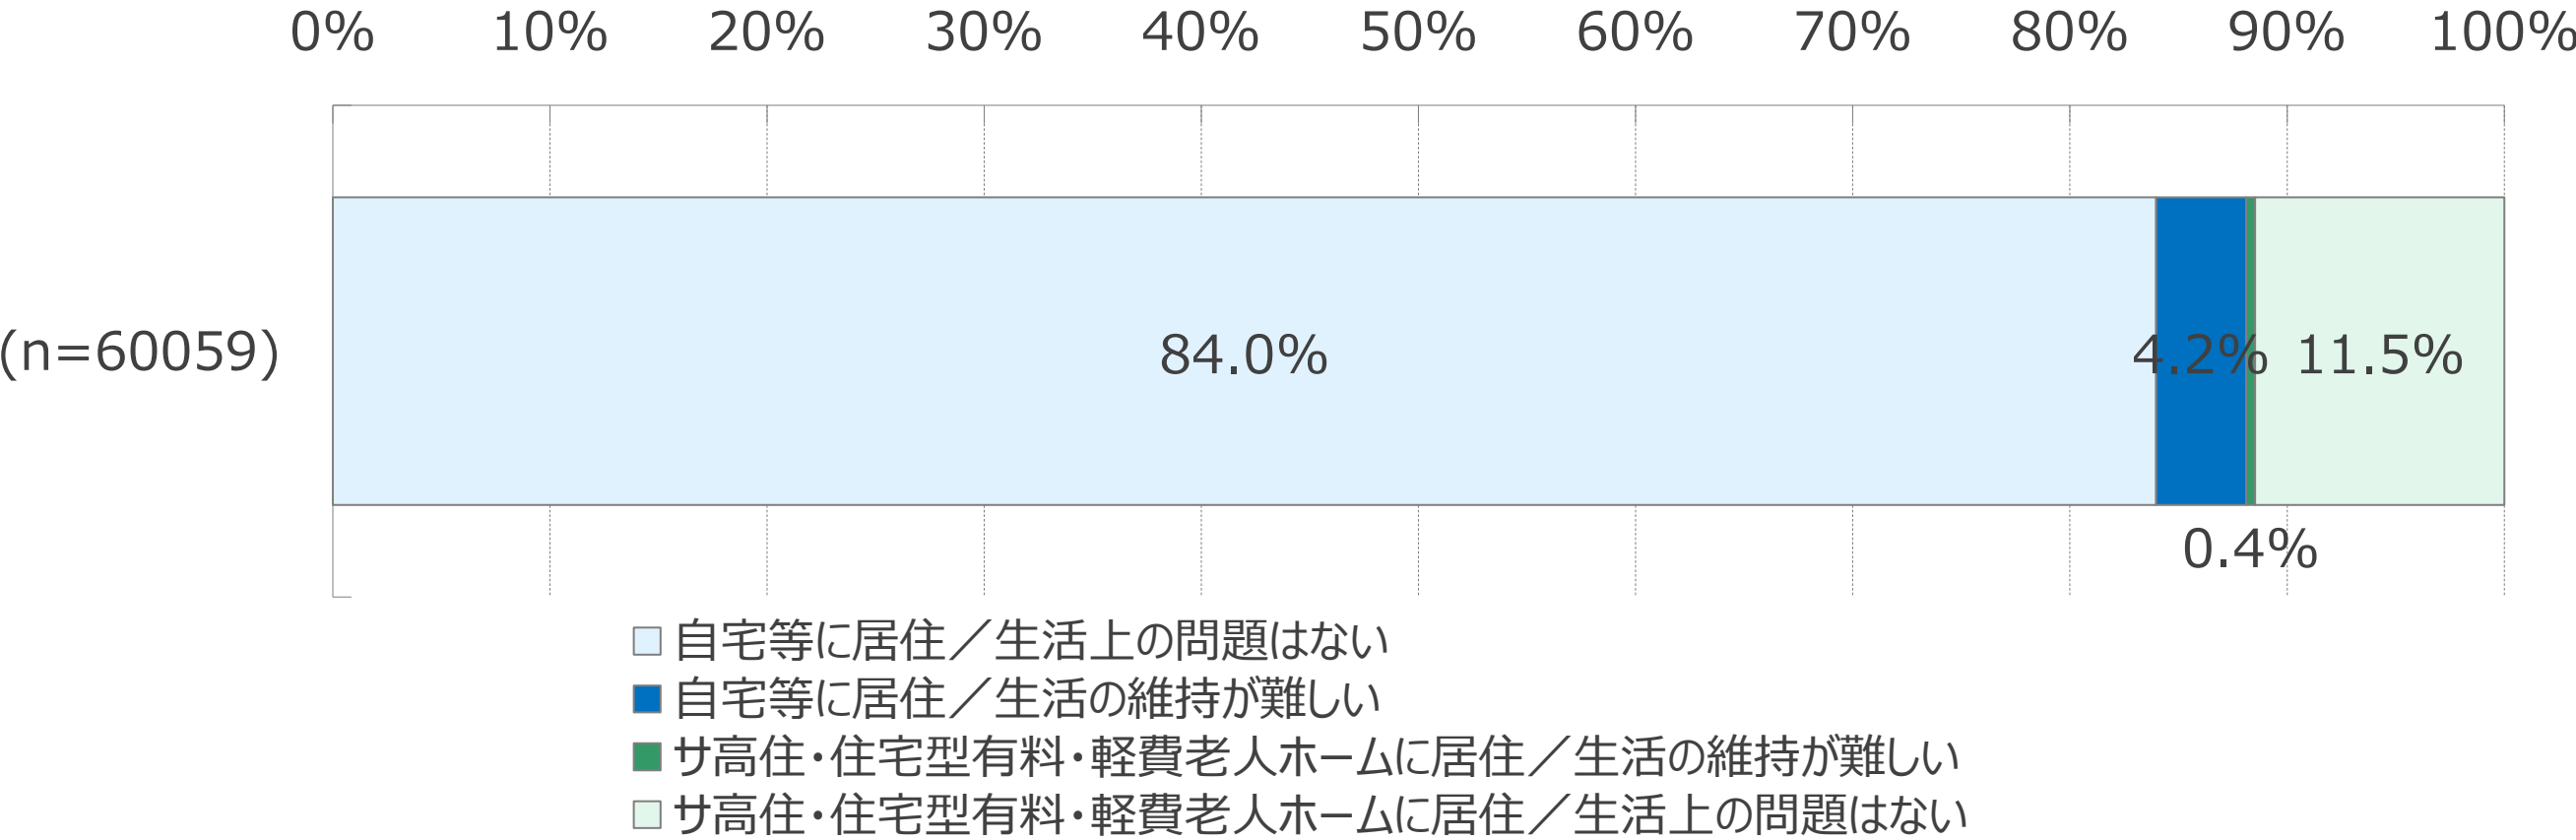 0% 10% 20% 30% 40% 50% 60% 70% 80% 90% 100%
(n=60059) 84.0% 4.2% 11.5%
0.4%
自宅等に居住／生活上の問題はない
自宅等に居住／生活の維持が難しい
サ高住・住宅型有料・軽費老人ホームに居住／生活の維持が難しい
サ高住・住宅型有料・軽費老人ホームに居住／生活上の問題はない